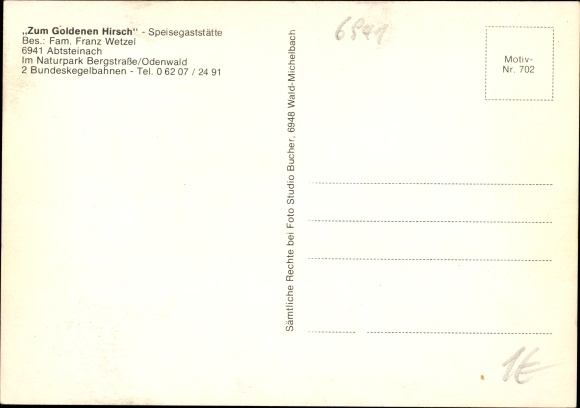 „Zum Goldenen Hirsch" - Speisegaststätte
Bes.: Fam. Franz Wetzel
6941 Abtsteinach
Im Naturpark Bergstraße/Odenwald
2 Bundeskegelbahnen - Tel. 0 62 07 / 24 91
Sämtliche Rechte bei Foto Studio Bucher, 6948 Wald-Michelbach
6941
Motiv-
Nr. 702
1€